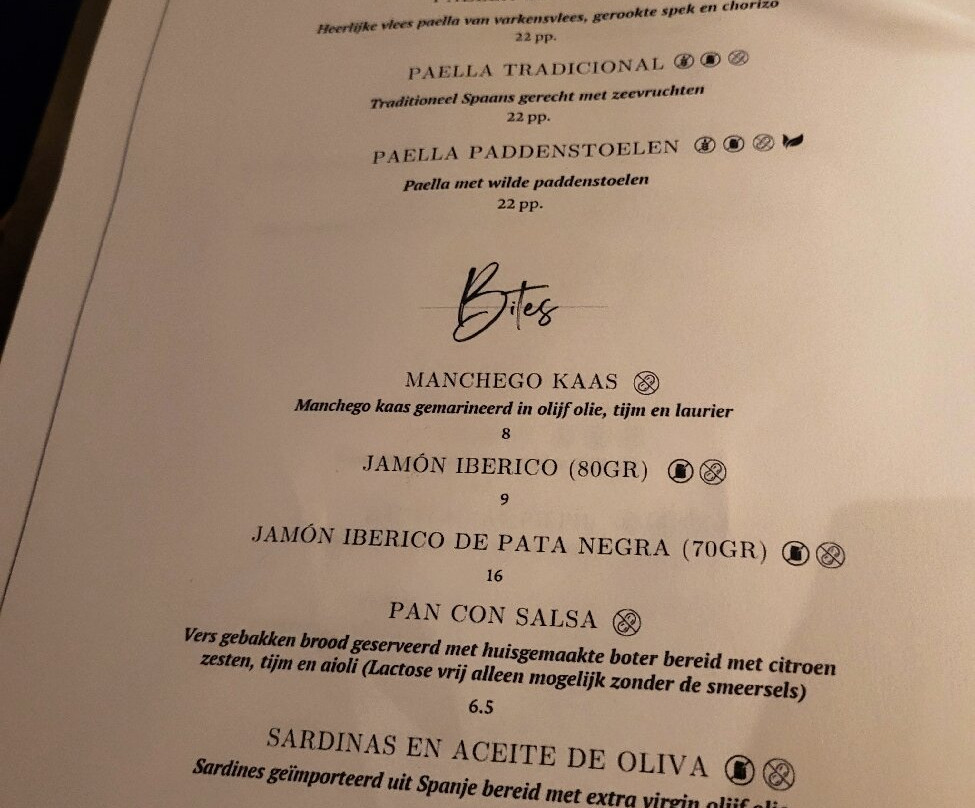 Heerlijke vlees paella van varkensvlees, gerookte spek en chorizo
22 pp.
PAELLA TRADICIONAL
Traditioneel Spaans gerecht met zeevruchten
22 pp.
PAELLA PADDENSTOELEN
Paella met wilde paddenstoelen
22 pp.
Bites
MANCHEGO KAAS
Manchego kaas gemarineerd in olijf olie, tijm en laurier
8
JAMÓN IBERICO (80GR)
9
JAMÓN IBERICO DE PATA NEGRA (70GR)
16
PAN CON SALSA
Vers gebakken brood geserveerd met huisgemaakte boter bereid met citroen
zesten, tijm en aioli (Lactose vrij alleen mogelijk zonder de smeersels)
6.5
SARDINAS EN ACEITE DE OLIVA
Sardines geïmporteerd uit Spanje bereid met extra virgin olijf olie